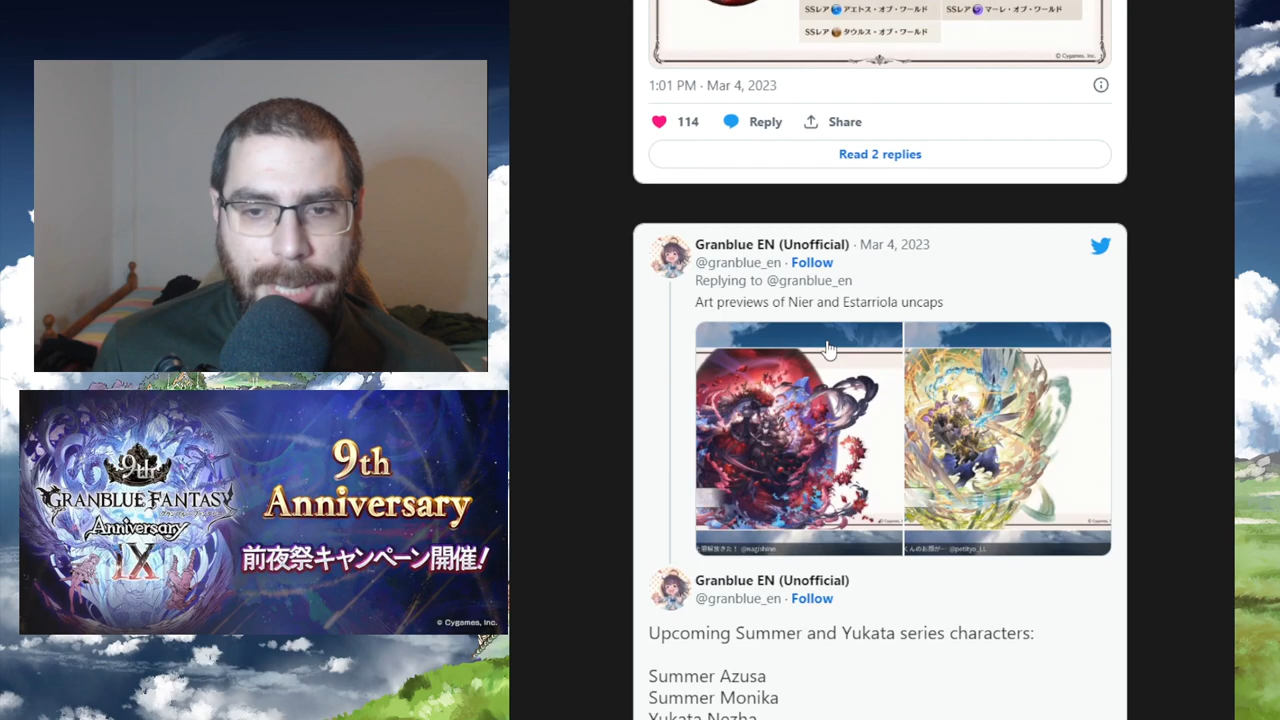 SSレア アエトス・オブ・ワールド
SSレア マーレ・オブ・ワールド
SSレア タウルス・オブ・ワールド
© Cygames, Inc.
1:01 PM · Mar 4, 2023
114 Reply Share
Read 2 replies
Granblue EN (Unofficial) · Mar 4, 2023
@granblue_en · Follow
Replying to @granblue_en
Art previews of Nier and Estarriola uncaps
Granblue EN (Unofficial)
@granblue_en · Follow
Upcoming Summer and Yukata series characters:
Summer Azusa
Summer Monika
Yukata Nezha
9th
GRANBLUE FANTASY
Anniversary
IX
9th
Anniversary
前夜祭キャンペーン開催!
© Cygames, Inc.